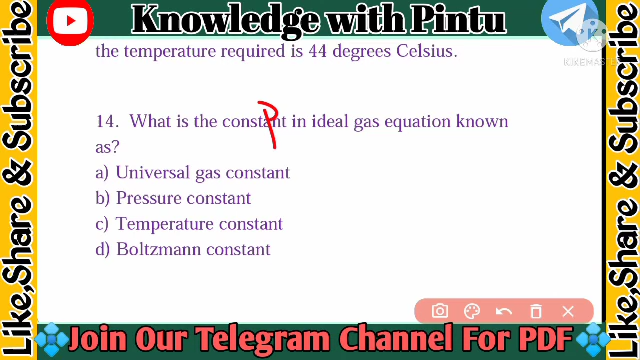 Knowledge with Pintu
Like,Share & Subscribe
Like,Share & Subscribe
the temperature required is 44 degrees Celsius.
14. What is the constant in ideal gas equation known
as?
a) Universal gas constant
b) Pressure constant
c) Temperature constant
d) Boltzmann constant
P
Join Our Telegram Channel For PDF